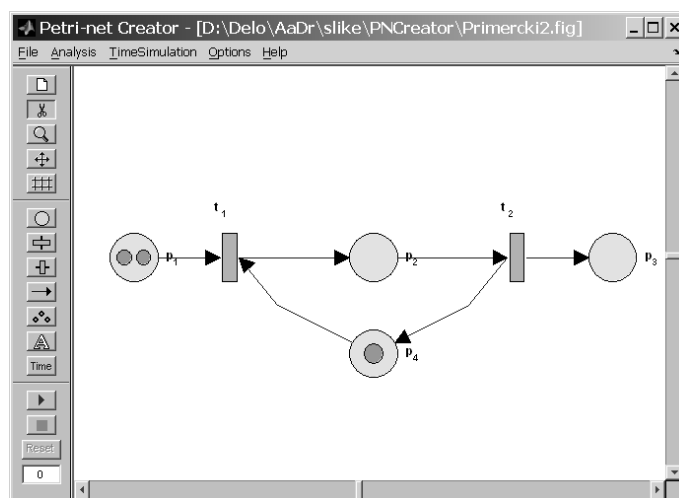 Petri-net Creator - [D:\Delo\AaDr\slike\PNCreator\Primercki2.fig]
File Analysis TimeSimulation Options Help
t1 t2
p1 p2 p3
p4
A
Time
Reset
0